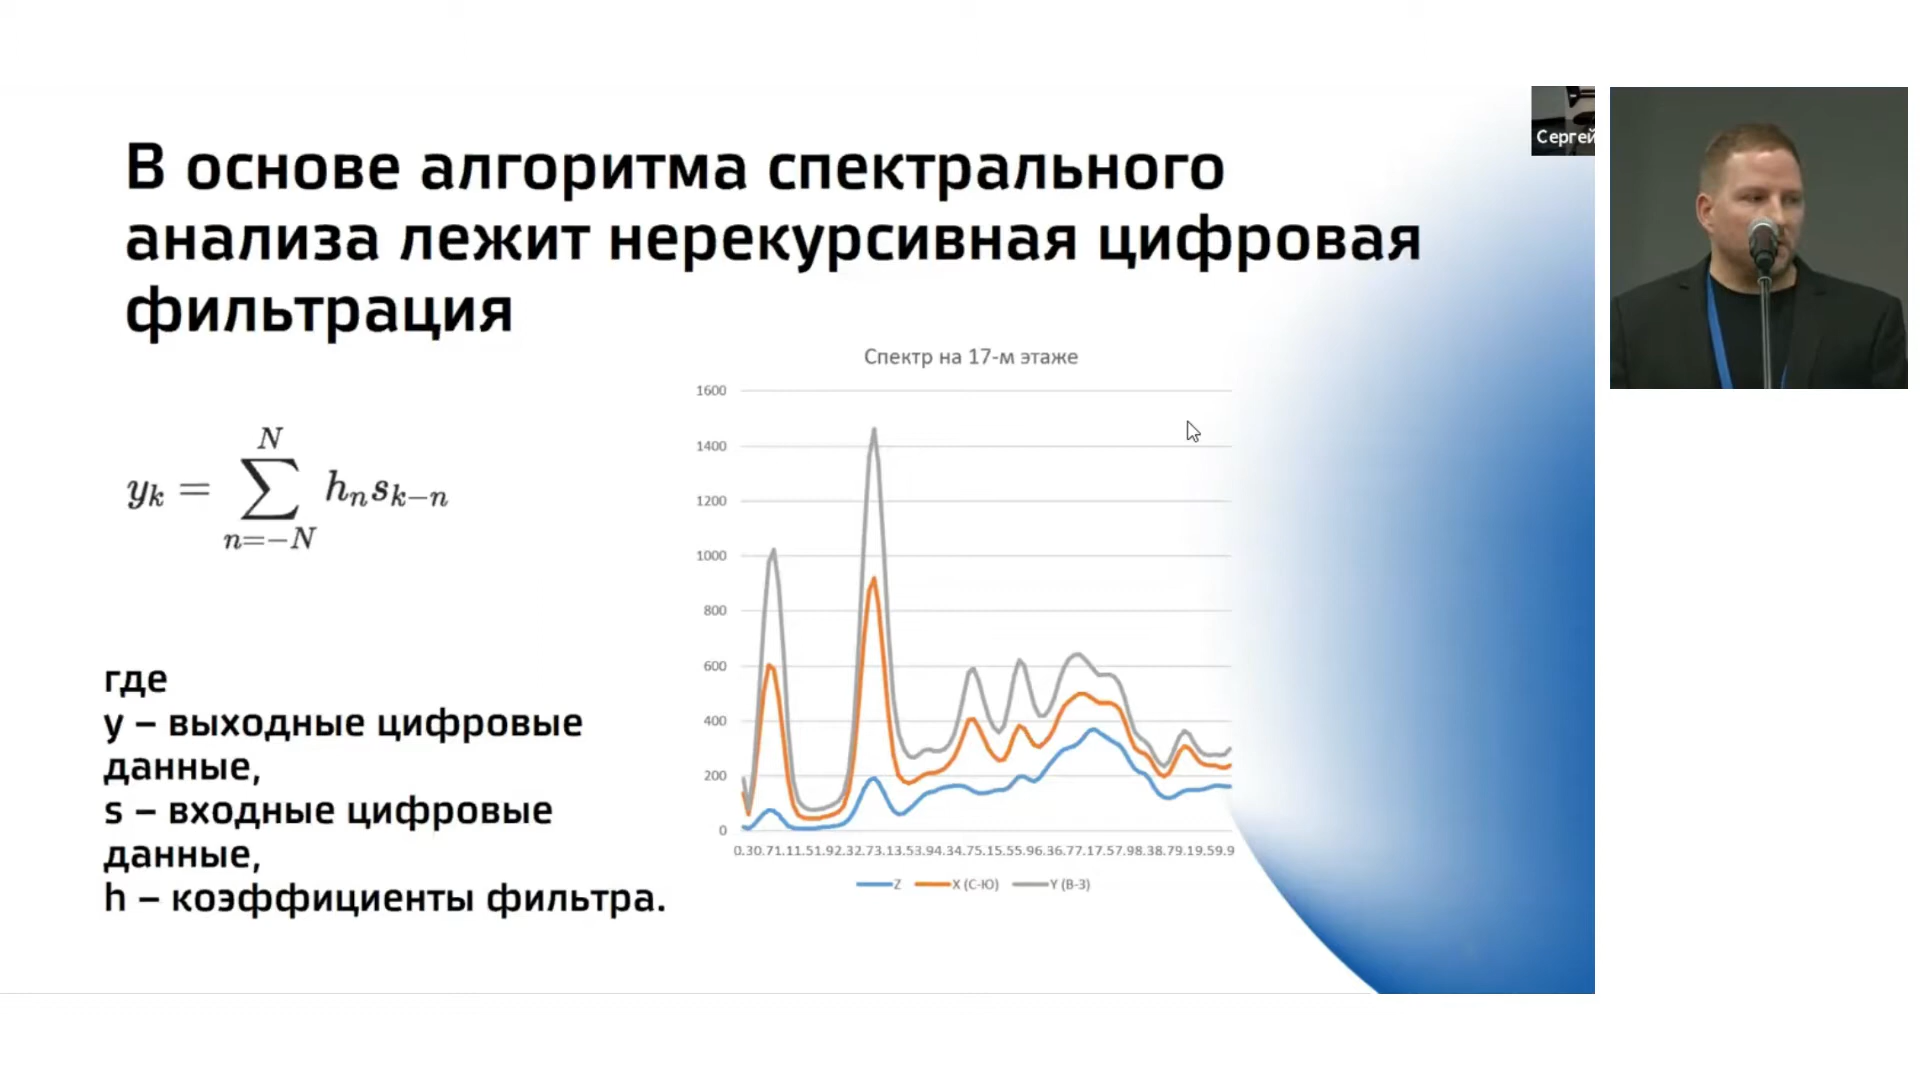 В основе алгоритма спектрального
анализа лежит нерекурсивная цифровая
фильтрация
Сергей
yₖ = ∑ₙ₌₋ₙᴺ hₙsₖ₋ₙ
где
y – выходные цифровые
данные,
s – входные цифровые
данные,
h – коэффициенты фильтра.
Спектр на 17-м этаже
1600
1400
1200
1000
800
600
400
200
0
0.30.71.11.51.92.32.73.13.53.94.34.75.15.55.96.36.77.17.57.98.38.79.19.59.9
Z X (С-Ю) Y (В-З)